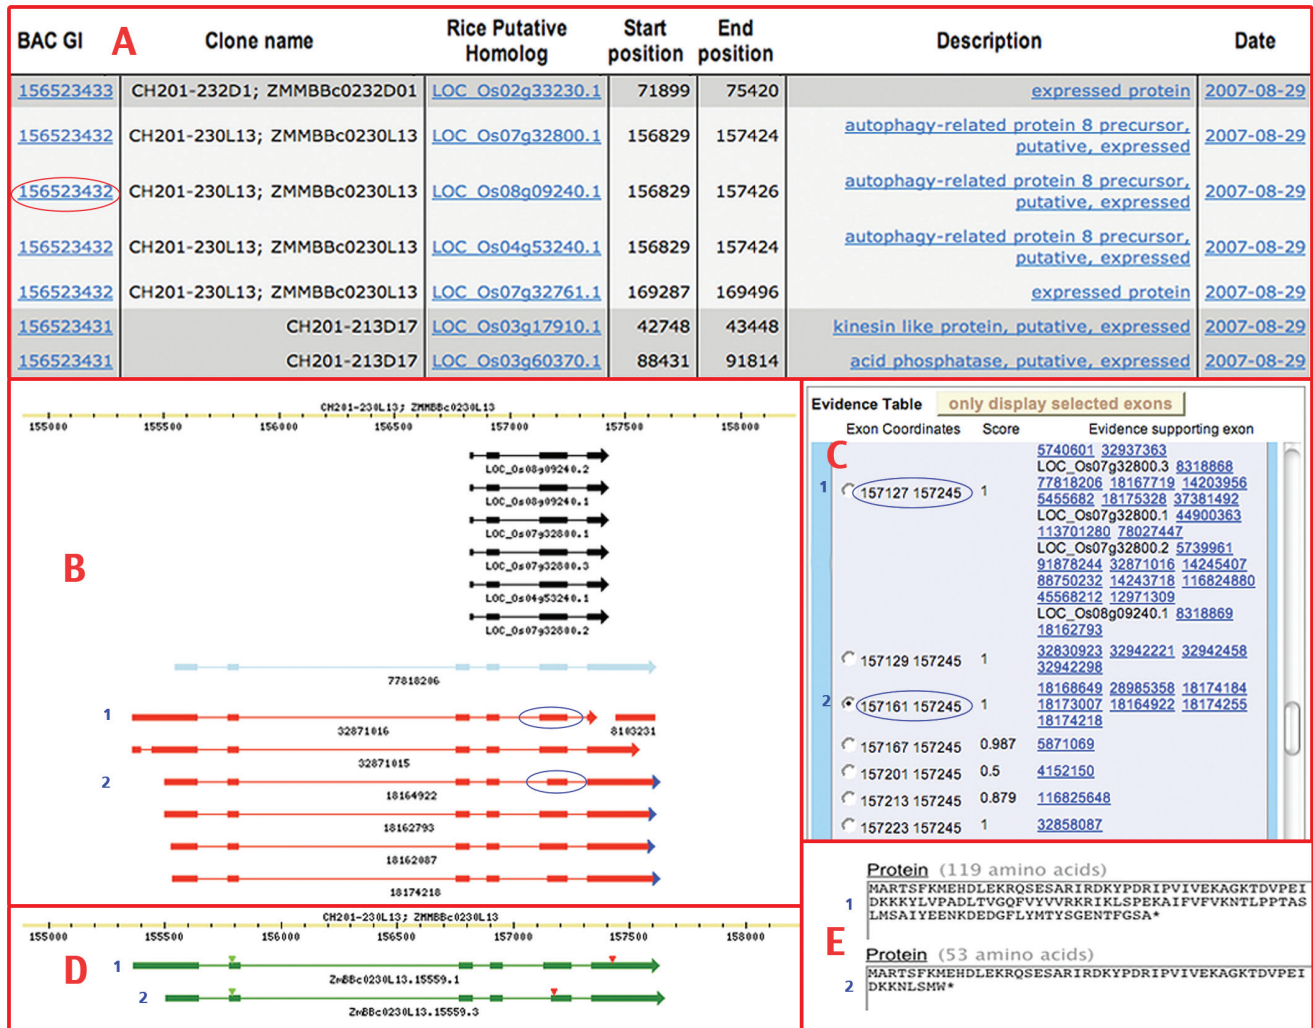 A
BAC GI Clone name Rice Putative Homolog Start position End position Description Date
156523433 CH201-232D1; ZMMBBc0232D01 LOC_Os02g33230.1 71899 75420 expressed protein 2007-08-29
156523432 CH201-230L13; ZMMBBc0230L13 LOC_Os07g32800.1 156829 157424 autophagy-related protein 8 precursor, putative, expressed 2007-08-29
156523432 CH201-230L13; ZMMBBc0230L13 LOC_Os08g09240.1 156829 157426 autophagy-related protein 8 precursor, putative, expressed 2007-08-29
156523432 CH201-230L13; ZMMBBc0230L13 LOC_Os04g53240.1 156829 157424 autophagy-related protein 8 precursor, putative, expressed 2007-08-29
156523432 CH201-230L13; ZMMBBc0230L13 LOC_Os07g32761.1 169287 169496 expressed protein 2007-08-29
156523431 CH201-213D17 LOC_Os03g17910.1 42748 43448 kinesin like protein, putative, expressed 2007-08-29
156523431 CH201-213D17 LOC_Os03g60370.1 88431 91814 acid phosphatase, putative, expressed 2007-08-29
B
CH201-230L13; ZMMBBc0230L13
155000 155500 156000 156500 157000 157500 158000
LOC_Os08g09240.2
LOC_Os08g09240.1
LOC_Os07g32800.1
LOC_Os07g32800.3
LOC_Os04g53240.1
LOC_Os07g32800.2
77818206
1
32871016 8103231
32871015
2
18164922
18162793
18162087
18174218
C
Evidence Table only display selected exons
Exon Coordinates Score Evidence supporting exon
5740601 32937363
LOC_Os07g32800.3 8318868
1 157127 157245 1 77818206 18167719 14203956
5455682 18175328 37381492
LOC_Os07g32800.1 44900363
113701280 78027447
LOC_Os07g32800.2 5739961
91878244 32871016 14245407
88750232 14243718 116824880
45568212 12971309
LOC_Os08g09240.1 8318869
18162793
157129 157245 1 32830923 32942221 32942458
32942298
2 157161 157245 1 18168649 28985358 18174184
18173007 18164922 18174255
18174218
157167 157245 0.987 5871069
157201 157245 0.5 4152150
157213 157245 0.879 116825648
157223 157245 1 32858087
D
CH201-230L13; ZMMBBc0230L13
155000 155500 156000 156500 157000 157500 158000
1
ZmBBc0230L13.15559.1
2
ZmBBc0230L13.15559.3
E
Protein (119 amino acids)
1
MARTSFKMEHDLEKRQSESARIRDKYPDRIPVIVEKAGKTDVPEI
DKKKYLVPADLTVGQFVYVVRKRIKLSPEKAIFVFVKNTLPPTAS
LMSAIYEENKDEDGFLYMTYSGENTFGSA*
Protein (53 amino acids)
2
MARTSFKMEHDLEKRQSESARIRDKYPDRIPVIVEKAGKTDVPEI
DKKNLSMW*